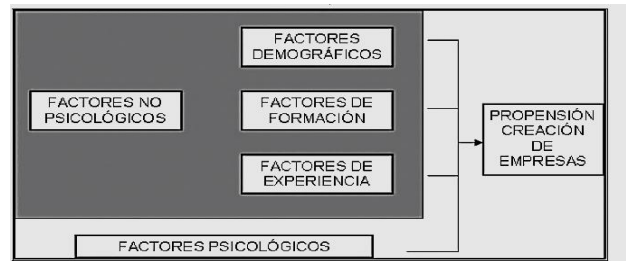 FACTORES
DEMOGRÁFICOS
FACTORES NO
PSICOLÓGICOS
FACTORES DE
FORMACIÓN
FACTORES DE
EXPERIENCIA
PROPENSIÓN
CREACIÓN
DE
EMPRESAS
FACTORES PSICOLÓGICOS